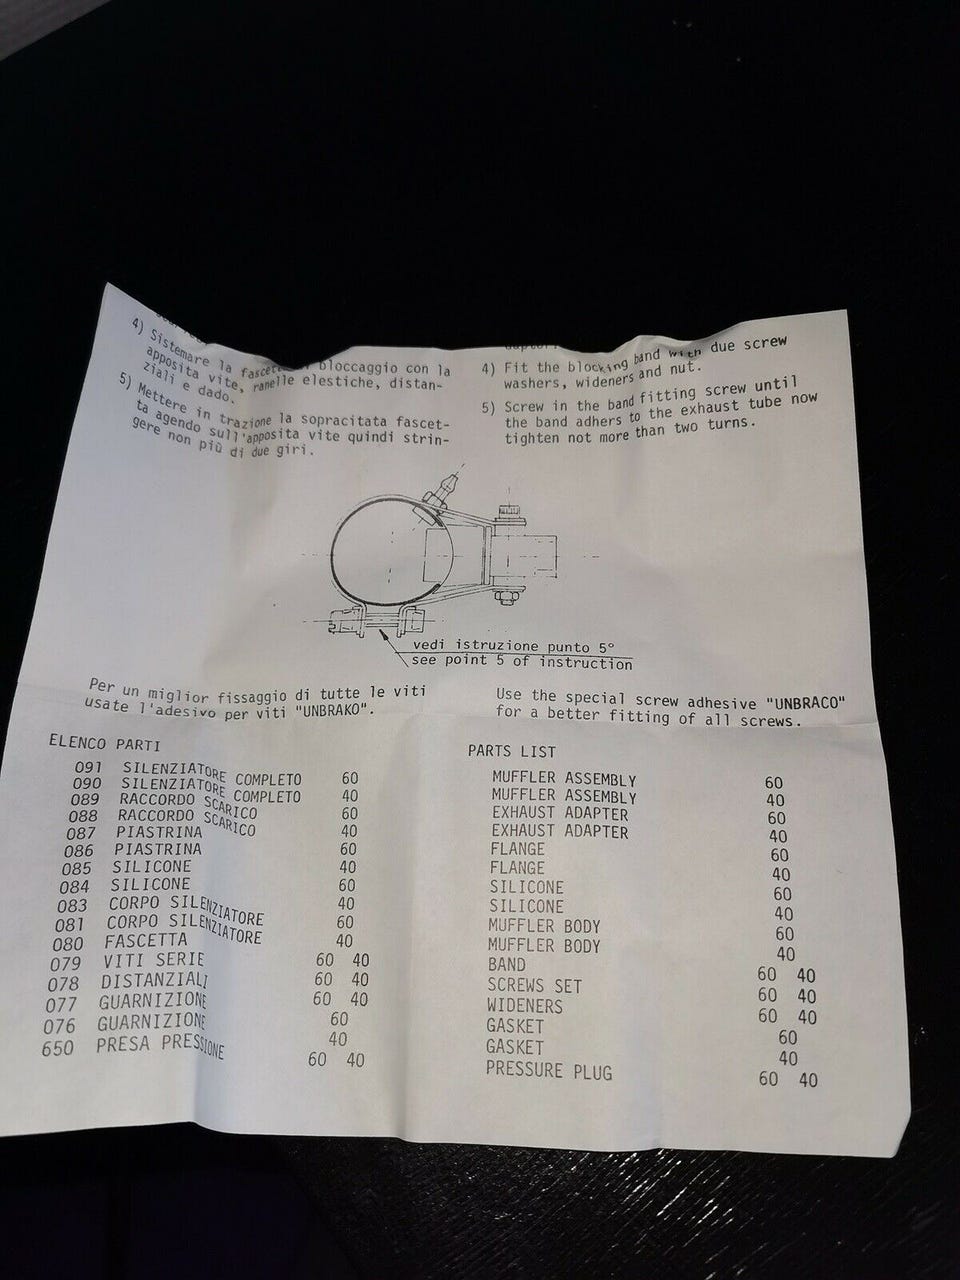 4) Sistemare la fascetta di bloccaggio con la
apposita vite, ranelle elestiche, distan-
ziali e dado.
5) Mettere in trazione la sopracitata fascet-
ta agendo sull'apposita vite quindi strin-
gere non più di due giri.
4) Fit the blocking band with due screw
washers, wideners and nut.
5) Screw in the band fitting screw until
the band adhers to the exhaust tube now
tighten not more than two turns.
vedi istruzione punto 5°
see point 5 of instruction
Per un miglior fissaggio di tutte le viti
usate l'adesivo per viti "UNBRAKO".
Use the special screw adhesive "UNBRACO"
for a better fitting of all screws.
ELENCO PARTI
091 SILENZIATORE COMPLETO 60
090 SILENZIATORE COMPLETO 40
089 RACCORDO SCARICO 60
088 RACCORDO SCARICO 40
087 PIASTRINA 60
086 PIASTRINA 40
085 SILICONE 60
084 SILICONE 40
083 CORPO SILENZIATORE 60
081 CORPO SILENZIATORE 40
080 FASCETTA 60 40
079 VITI SERIE 60 40
078 DISTANZIALI 60 40
077 GUARNIZIONE 60
076 GUARNIZIONE 40
650 PRESA PRESSIONE 60 40
PARTS LIST
MUFFLER ASSEMBLY 60
MUFFLER ASSEMBLY 40
EXHAUST ADAPTER 60
EXHAUST ADAPTER 40
FLANGE 60
FLANGE 40
SILICONE 60
SILICONE 40
MUFFLER BODY 60
MUFFLER BODY 40
BAND 60 40
SCREWS SET 60 40
WIDENERS 60 40
GASKET 60
GASKET 40
PRESSURE PLUG 60 40